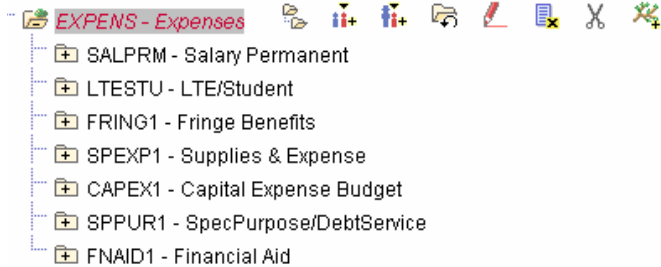 EXPENS - Expenses
SALPRM - Salary Permanent
LTESTU - LTE/Student
FRING1 - Fringe Benefits
SPEXP1 - Supplies & Expense
CAPEX1 - Capital Expense Budget
SPPUR1 - SpecPurpose/DebtService
FNAID1 - Financial Aid